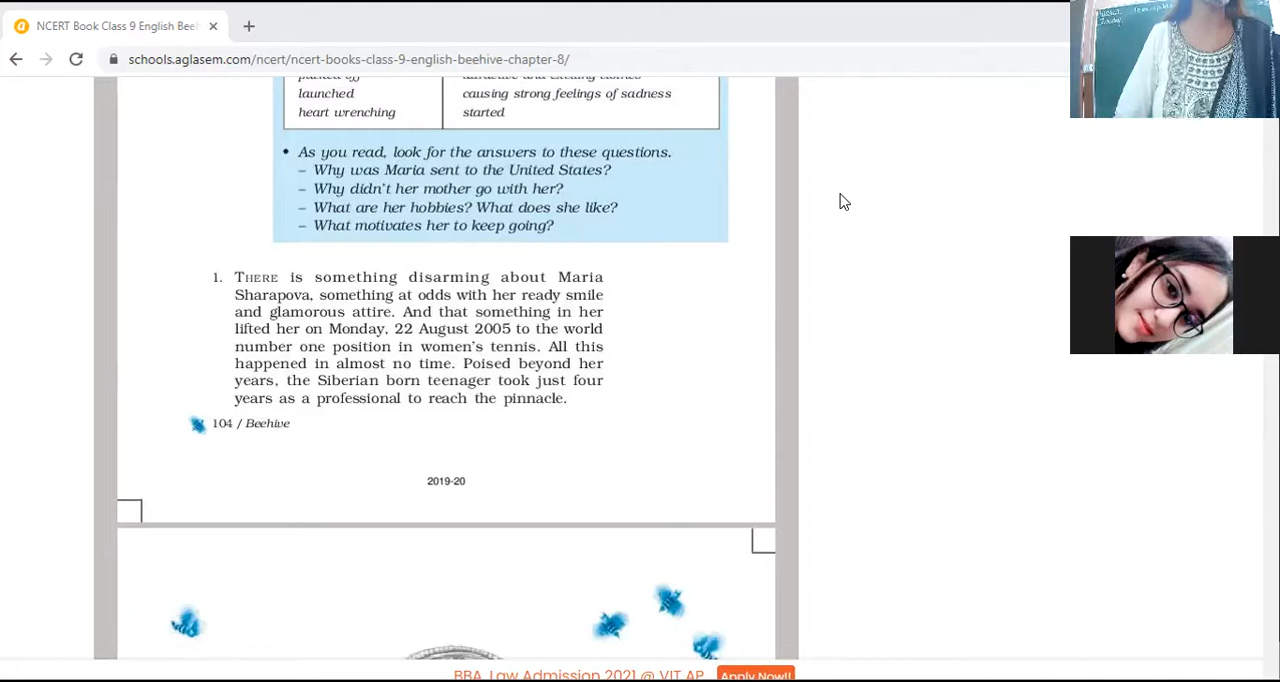 NCERT Book Class 9 English Bee
schools.aglasem.com/ncert/ncert-books-class-9-english-beehive-chapter-8/
packed off attractive and exciting clothes
launched causing strong feelings of sadness
heart wrenching started
• As you read, look for the answers to these questions.
– Why was Maria sent to the United States?
– Why didn't her mother go with her?
– What are her hobbies? What does she like?
– What motivates her to keep going?
1. THERE is something disarming about Maria
Sharapova, something at odds with her ready smile
and glamorous attire. And that something in her
lifted her on Monday, 22 August 2005 to the world
number one position in women's tennis. All this
happened in almost no time. Poised beyond her
years, the Siberian born teenager took just four
years as a professional to reach the pinnacle.
104 / Beehive
2019-20
BBA, Law Admission 2021 @ VIT AP Apply Now!!